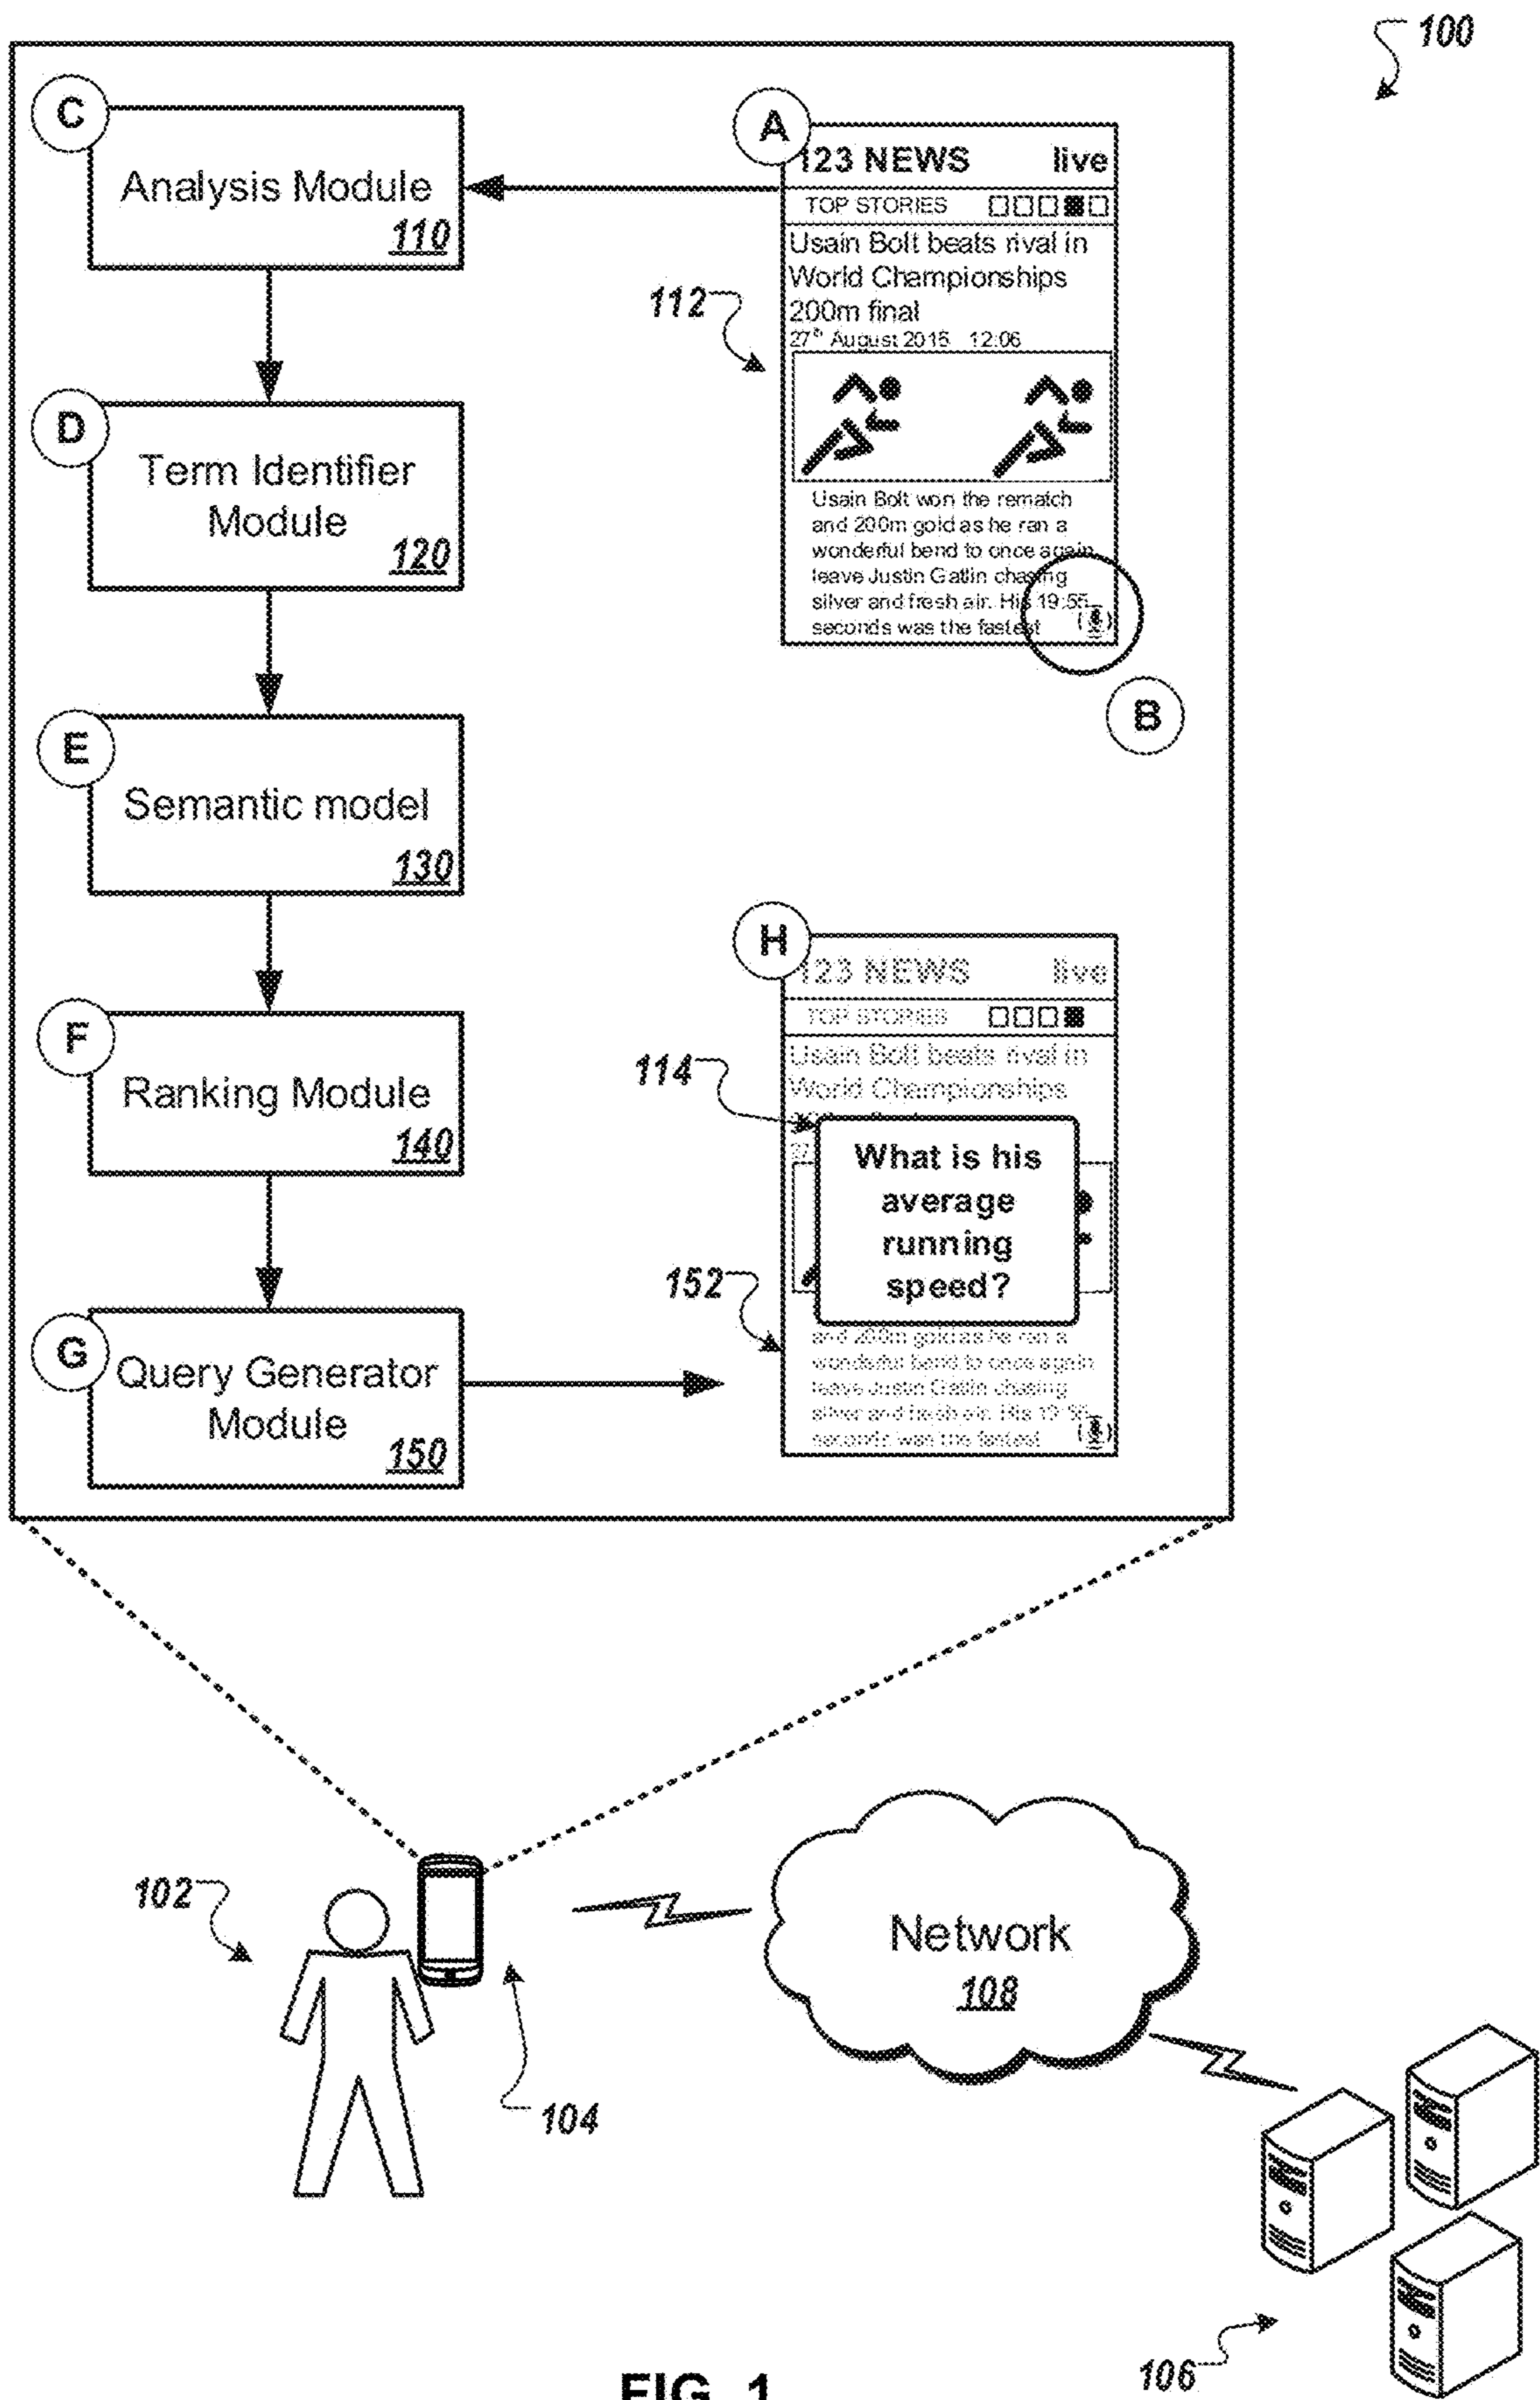 100
C
Analysis Module
110
A
123 NEWS live
TOP STORIES
Usain Bolt beats rival in
World Championships
200m final
27th August 2015 12:06
112
Usain Bolt won the rematch
and 200m gold as he ran a
wonderful bend to once again
leave Justin Gatlin chasing
silver and fresh air. His 19:55
seconds was the fastest
B
D
Term Identifier
Module
120
E
Semantic model
130
F
Ranking Module
140
G
Query Generator
Module
150
H
123 NEWS live
TOP STORIES
Usain Bolt beats rival in
World Championships
114
27
What is his
average
running
speed?
152
and 200m gold as he ran a
wonderful bend to once again
leave Justin Gatlin chasing
silver and fresh air. His 19:55
seconds was the fastest
102
104
Network
108
106
FIG. 1